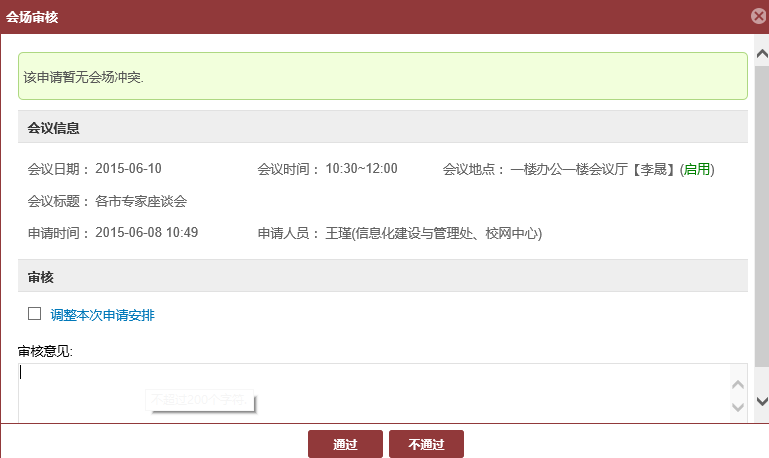 会场审核
该申请暂无会场冲突.
会议信息
会议日期： 2015-06-10 会议时间： 10:30~12:00 会议地点： 一楼办公一楼会议厅【李晟】(启用)
会议标题： 各市专家座谈会
申请时间： 2015-06-08 10:49 申请人员： 王瑾(信息化建设与管理处、校网中心)
审核
调整本次申请安排
审核意见:
不超过200个字符.
通过 不通过